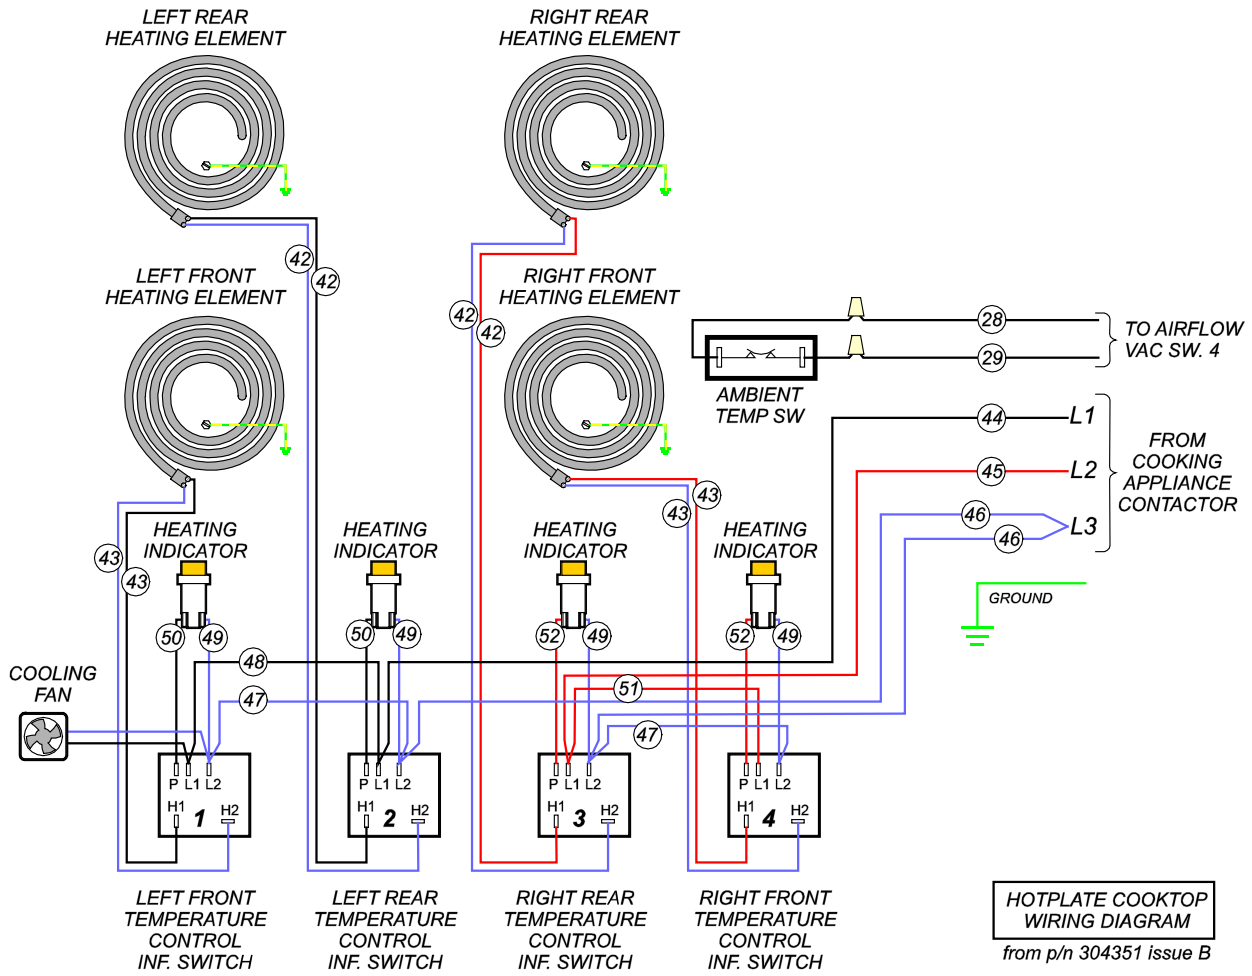 LEFT REAR
HEATING ELEMENT
RIGHT REAR
HEATING ELEMENT
42
42
LEFT FRONT
HEATING ELEMENT
42
42
RIGHT FRONT
HEATING ELEMENT
28
29
TO AIRFLOW
VAC SW. 4
AMBIENT
TEMP SW
44
L1
45
L2
46
46
L3
FROM
COOKING
APPLIANCE
CONTACTOR
43
43
43
43
HEATING
INDICATOR
HEATING
INDICATOR
HEATING
INDICATOR
HEATING
INDICATOR
GROUND
50
49
50
49
52
49
52
49
48
47
51
47
COOLING
FAN
P L1 L2
H1
1
H2
P L1 L2
H1
2
H2
P L1 L2
H1
3
H2
P L1 L2
H1
4
H2
LEFT FRONT
TEMPERATURE
CONTROL
INF. SWITCH
LEFT REAR
TEMPERATURE
CONTROL
INF. SWITCH
RIGHT REAR
TEMPERATURE
CONTROL
INF. SWITCH
RIGHT FRONT
TEMPERATURE
CONTROL
INF. SWITCH
HOTPLATE COOKTOP
WIRING DIAGRAM
from p/n 304351 issue B